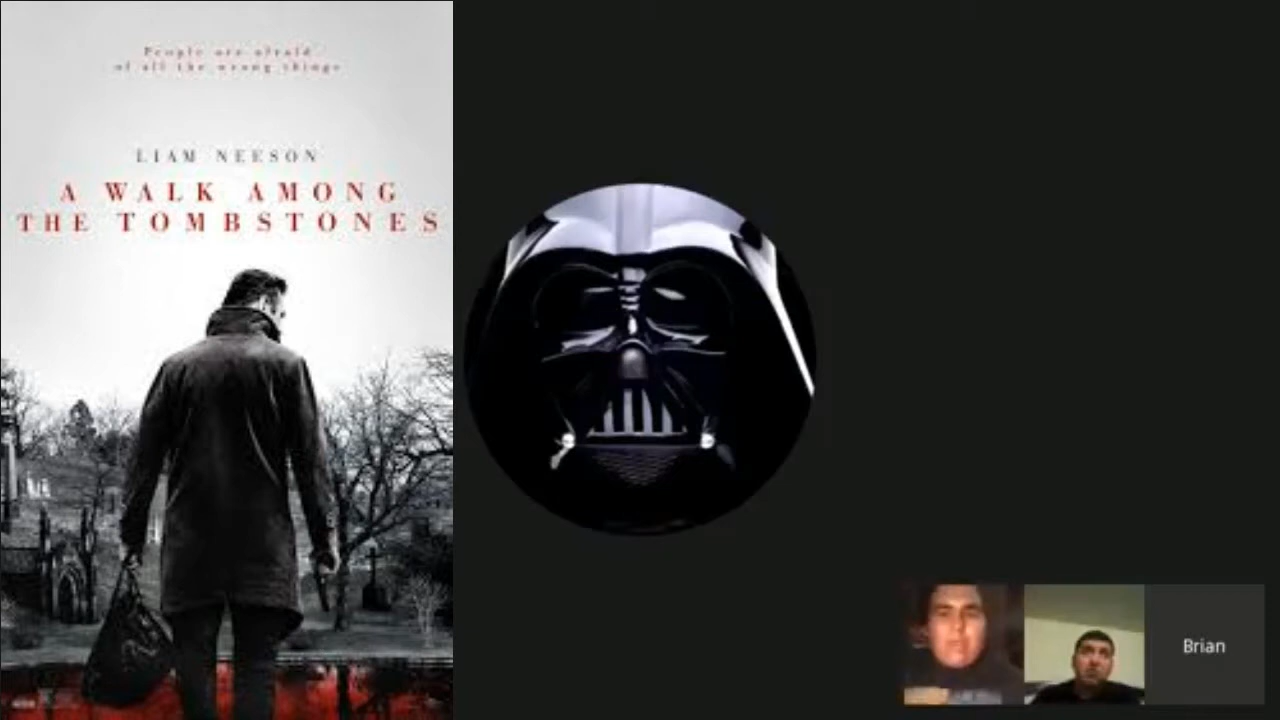 People are afraid
of all the wrong things
LIAM NEESON
A WALK AMONG
THE TOMBSTONES
Brian